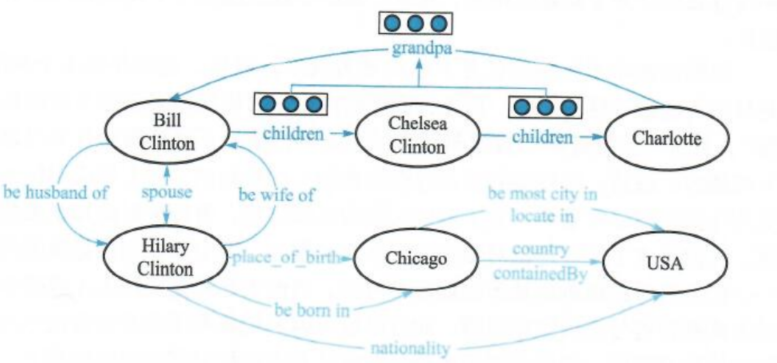 grandpa
Bill
Clinton
children
Chelsea
Clinton
children
Charlotte
be husband of
spouse
be wife of
be most city in
locate in
Hilary
Clinton
place_of_birth
Chicago
country
containedBy
USA
be born in
nationality